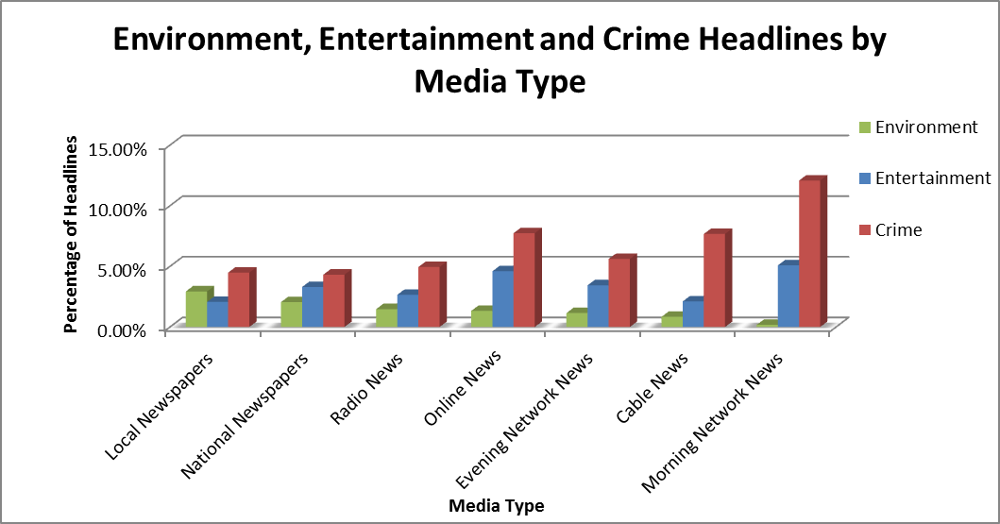 Environment, Entertainment and Crime Headlines by
Media Type
Percentage of Headlines
15.00%
10.00%
5.00%
0.00%
Environment
Entertainment
Crime
Local Newspapers
National Newspapers
Radio News
Online News
Evening Network News
Cable News
Morning Network News
Media Type